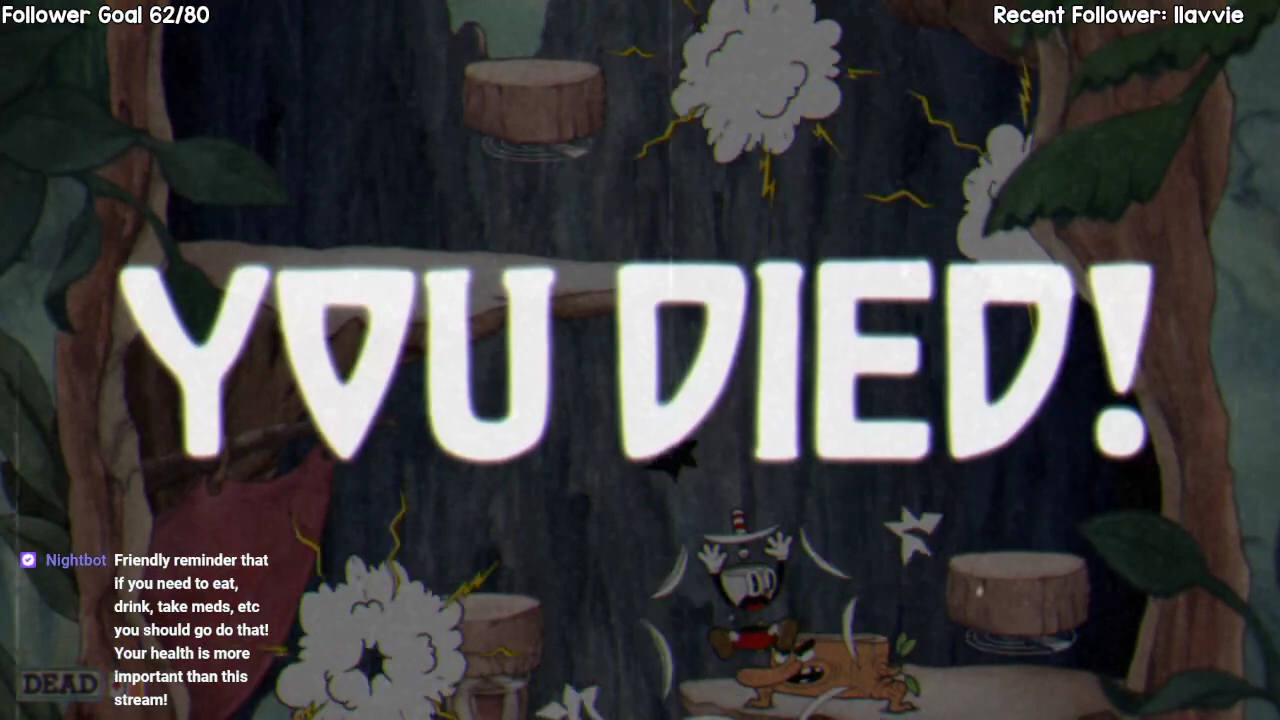 Follower Goal 62/80
Recent Follower: llavvie
YOU DIED!
Nightbot Friendly reminder that
if you need to eat,
drink, take meds, etc
you should go do that!
Your health is more
important than this
stream!
DEAD